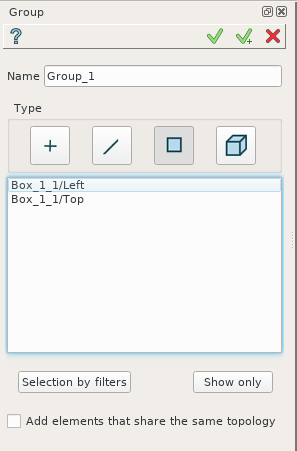 Group
Name Group_1
Type
Box_1_1/Left
Box_1_1/Top
Selection by filters Show only
Add elements that share the same topology